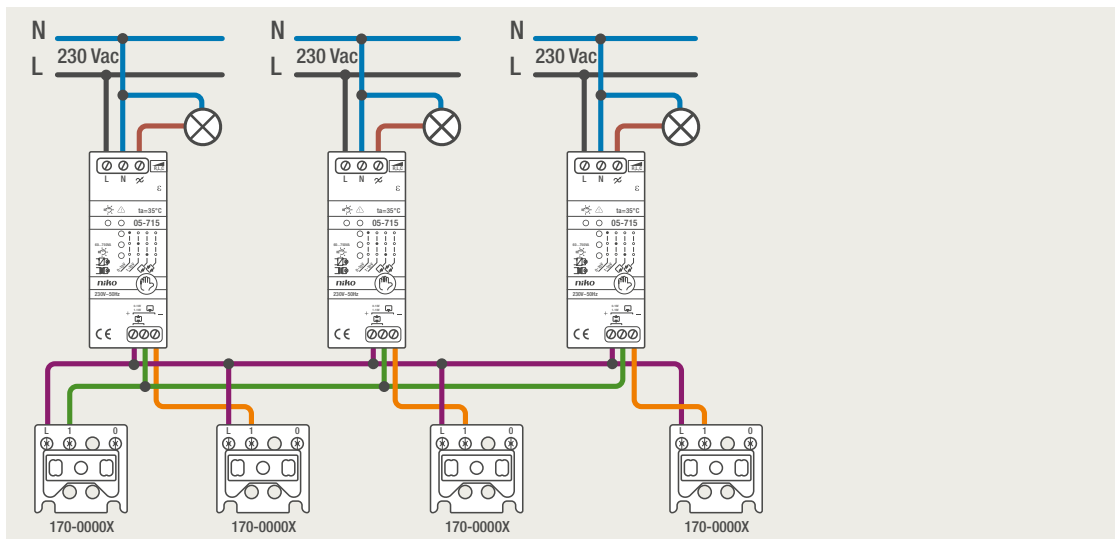 N N N
230 Vac 230 Vac 230 Vac
L L L
R,L,C R,L,C R,L,C
L N L N L N
ε ε ε
ta=35°C ta=35°C ta=35°C
05-715 05-715 05-715
niko niko niko
230V~50Hz 230V~50Hz 230V~50Hz
+ − + − + −
CE CE CE
L 1 0 L 1 0 L 1 0 L 1 0
170-0000X 170-0000X 170-0000X 170-0000X